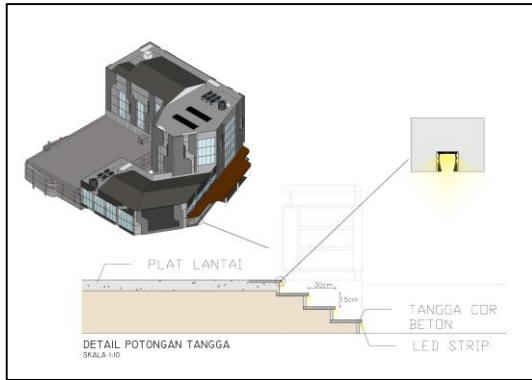 PLAT LANTAI
30cm
15cm
TANGGA COR
BETON
LED STRIP
DETAIL POTONGAN TANGGA
SKALA 1:10